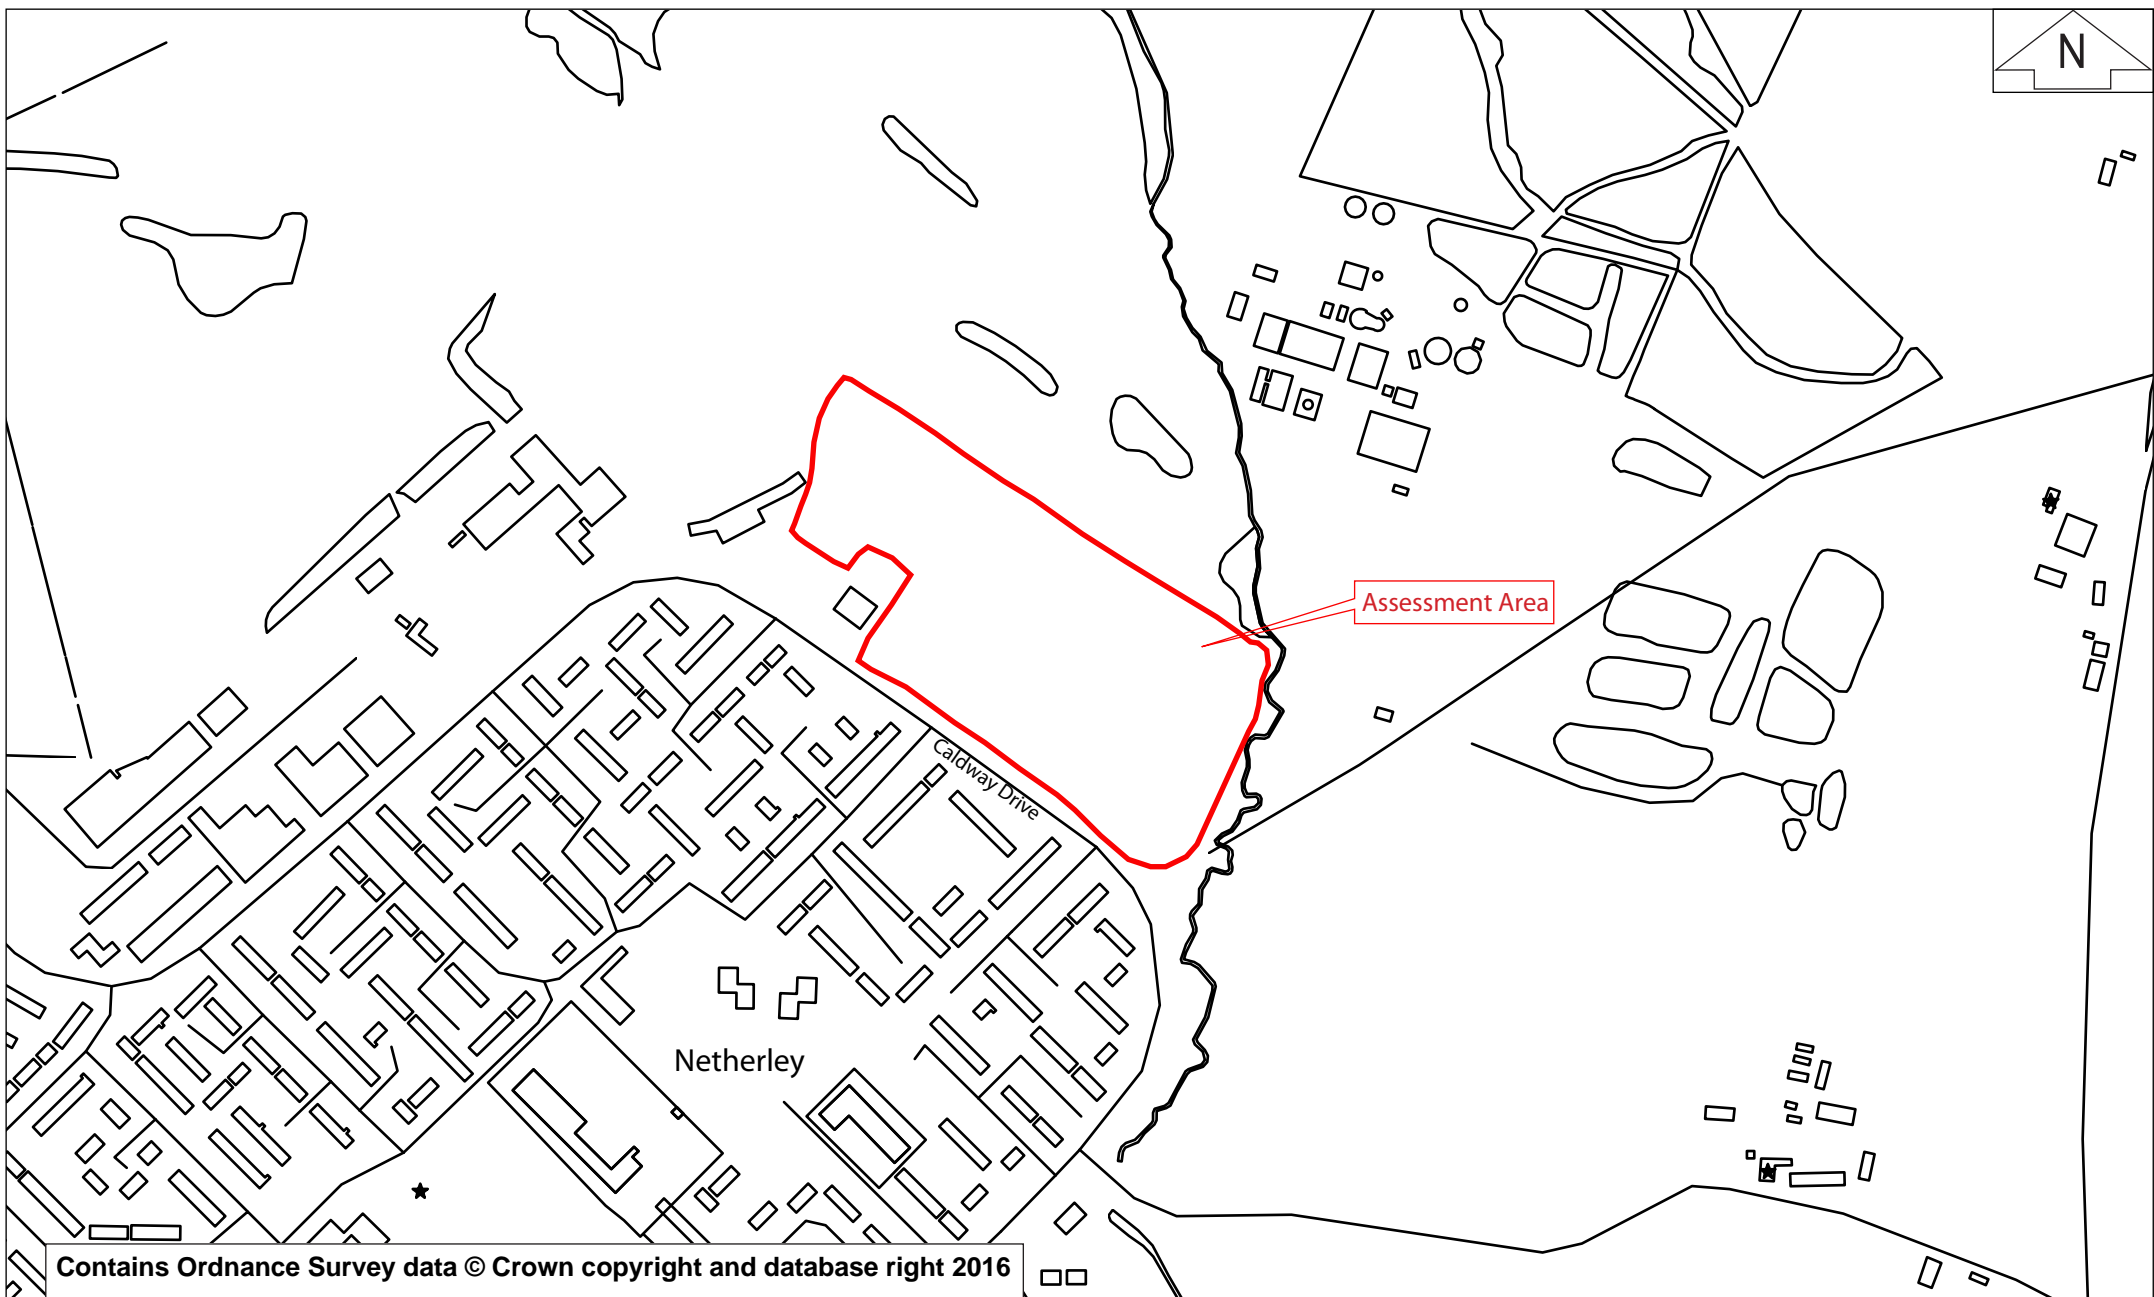 N
Assessment Area
Caldway Drive
Netherley
Contains Ordnance Survey data © Crown copyright and database right 2016